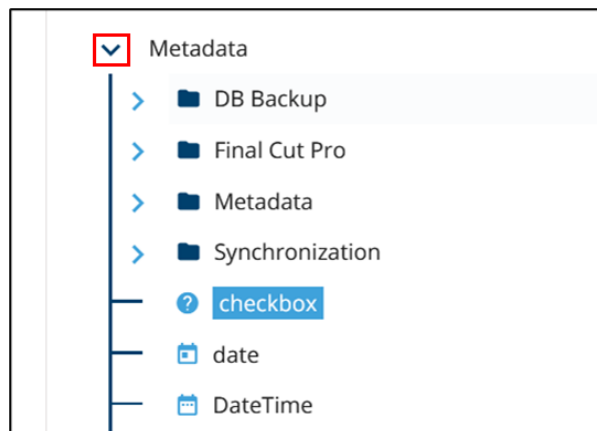 Metadata
DB Backup
Final Cut Pro
Metadata
Synchronization
checkbox
date
DateTime